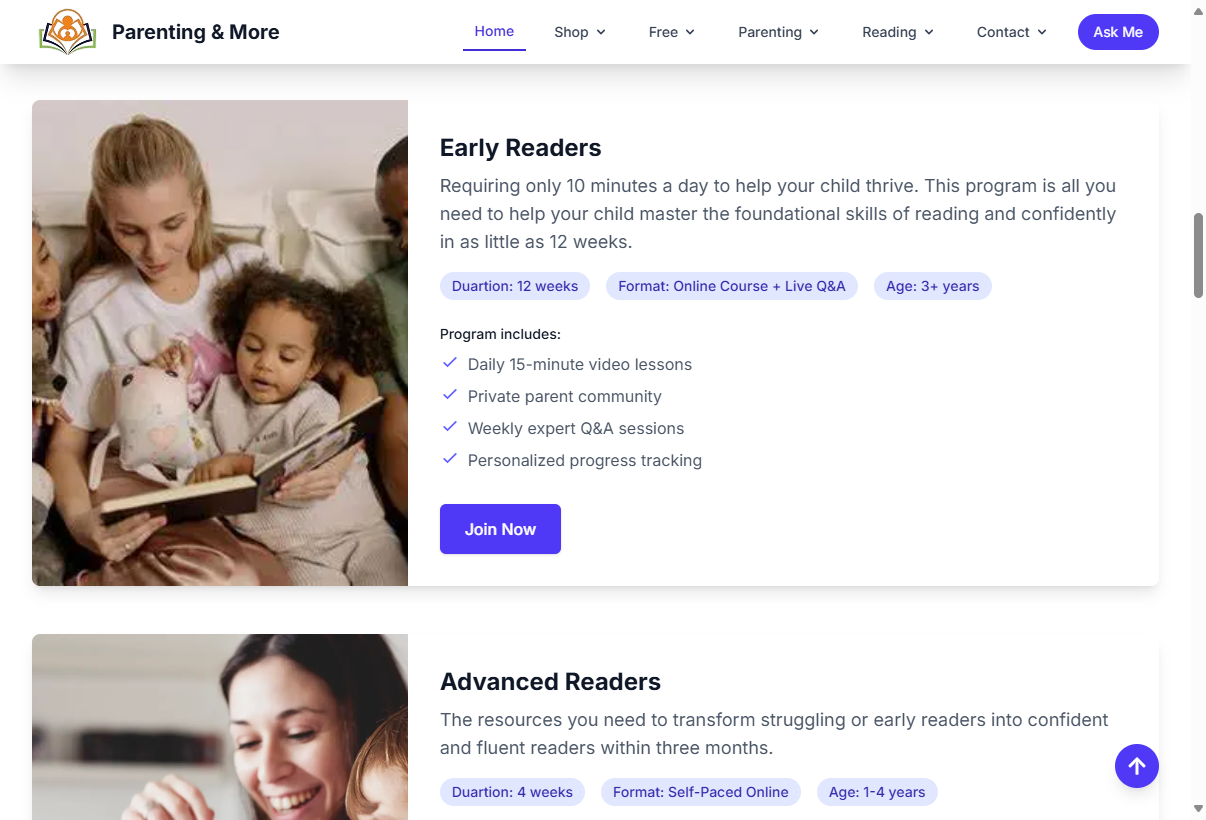 Parenting & More
Home
Shop
Free
Parenting
Reading
Contact
Ask Me
Early Readers
Requiring only 10 minutes a day to help your child thrive. This program is all you
need to help your child master the foundational skills of reading and confidently
in as little as 12 weeks.
Duartion: 12 weeks
Format: Online Course + Live Q&A
Age: 3+ years
Program includes:
Daily 15-minute video lessons
Private parent community
Weekly expert Q&A sessions
Personalized progress tracking
Join Now
Advanced Readers
The resources you need to transform struggling or early readers into confident
and fluent readers within three months.
Duartion: 4 weeks
Format: Self-Paced Online
Age: 1-4 years